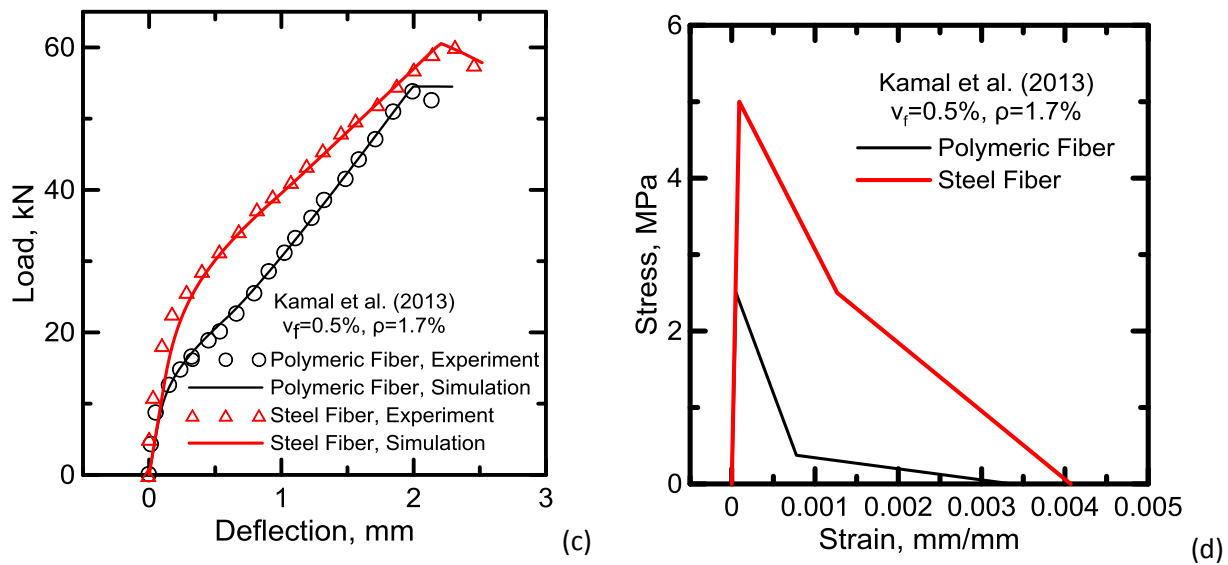 60
40
20
0
Load, kN
Kamal et al. (2013)
v_f=0.5%, ρ=1.7%
Polymeric Fiber, Experiment
Polymeric Fiber, Simulation
Steel Fiber, Experiment
Steel Fiber, Simulation
0 1 2 3
Deflection, mm
(c)
6
4
2
0
Stress, MPa
Kamal et al. (2013)
v_f=0.5%, ρ=1.7%
Polymeric Fiber
Steel Fiber
0 0.001 0.002 0.003 0.004 0.005
Strain, mm/mm
(d)